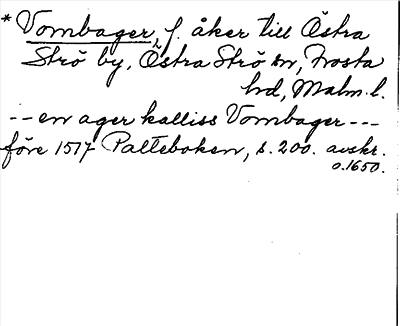 * Vombager, f. åker till Östra
Strö by, Östra Strö sn, Frosta
hd, Malm. l.
-- en ager kalliss Vombager ---
före 1517 Palteboken, s. 200. avskr.
o. 1650.